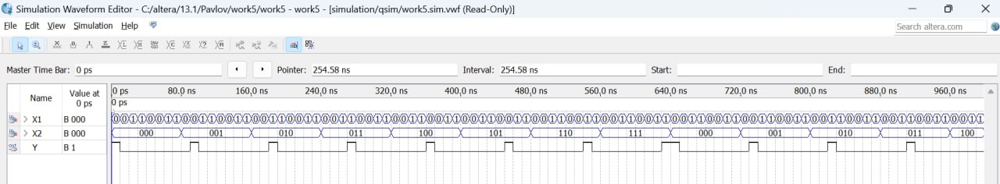 Simulation Waveform Editor - C:/altera/13.1/Pavlov/work5/work5 - work5 - [simulation/qsim/work5.sim.vwf (Read-Only)]
File Edit View Simulation Help
Search altera.com
Master Time Bar: 0 ps Pointer: 254.58 ns Interval: 254.58 ns Start: End:
Name Value at 0 ps
0 ps 80.0 ns 160.0 ns 240.0 ns 320.0 ns 400.0 ns 480.0 ns 560.0 ns 640.0 ns 720.0 ns 800.0 ns 880.0 ns 960.0 ns
0 ps
X1 B 000
X2 B 000 000 001 010 011 100 101 110 111 000 001 010 011 100
Y B 1